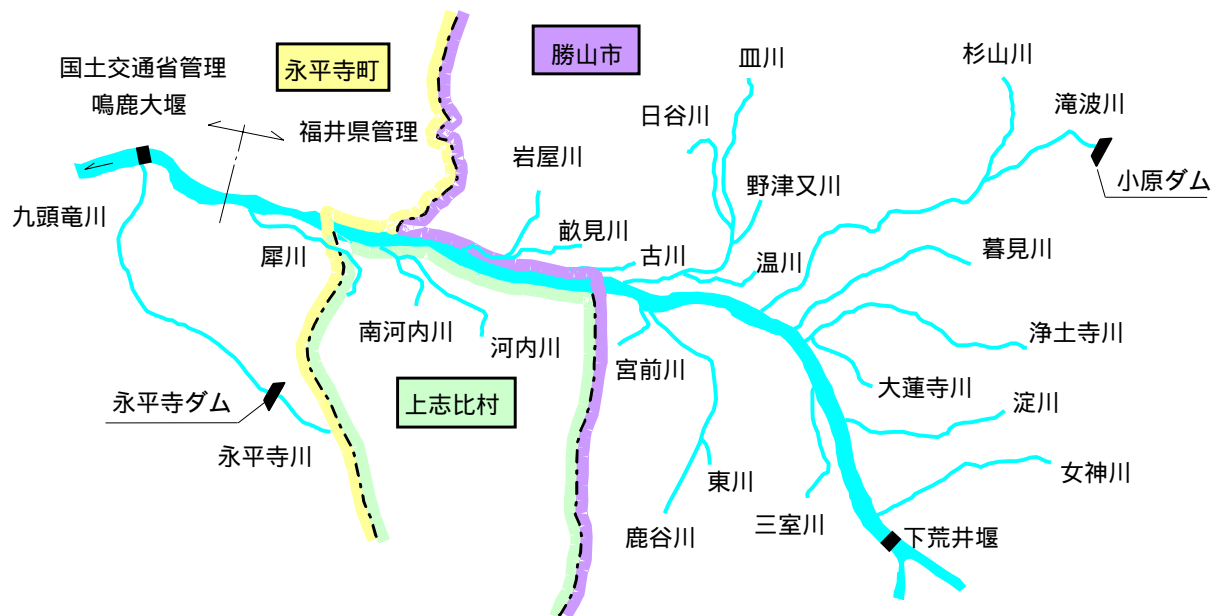 勝山市
永平寺町
皿川
杉山川
国土交通省管理
鳴鹿大堰
滝波川
日谷川
福井県管理
岩屋川
小原ダム
野津又川
九頭竜川
畝見川
古川
暮見川
犀川
温川
南河内川
河内川
浄土寺川
宮前川
大蓮寺川
永平寺ダム
上志比村
淀川
永平寺川
東川
女神川
三室川
鹿谷川
下荒井堰